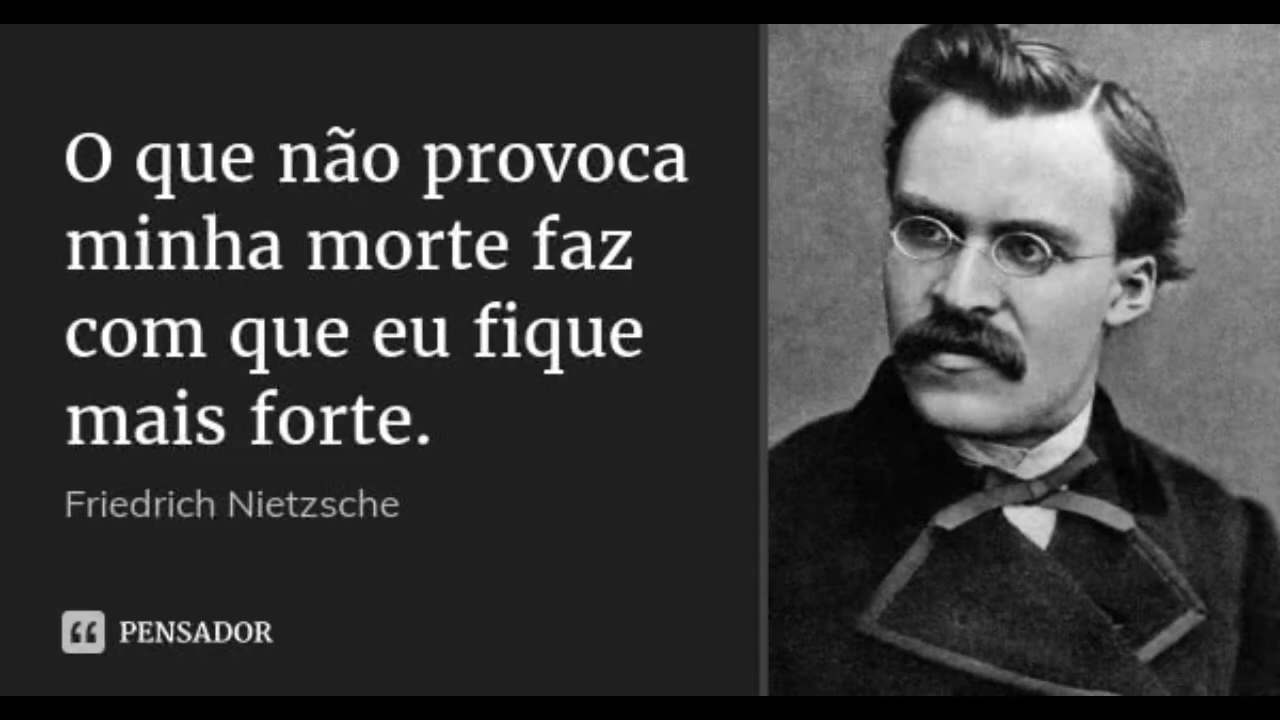 O que não provoca
minha morte faz
com que eu fique
mais forte.
Friedrich Nietzsche
PENSADOR